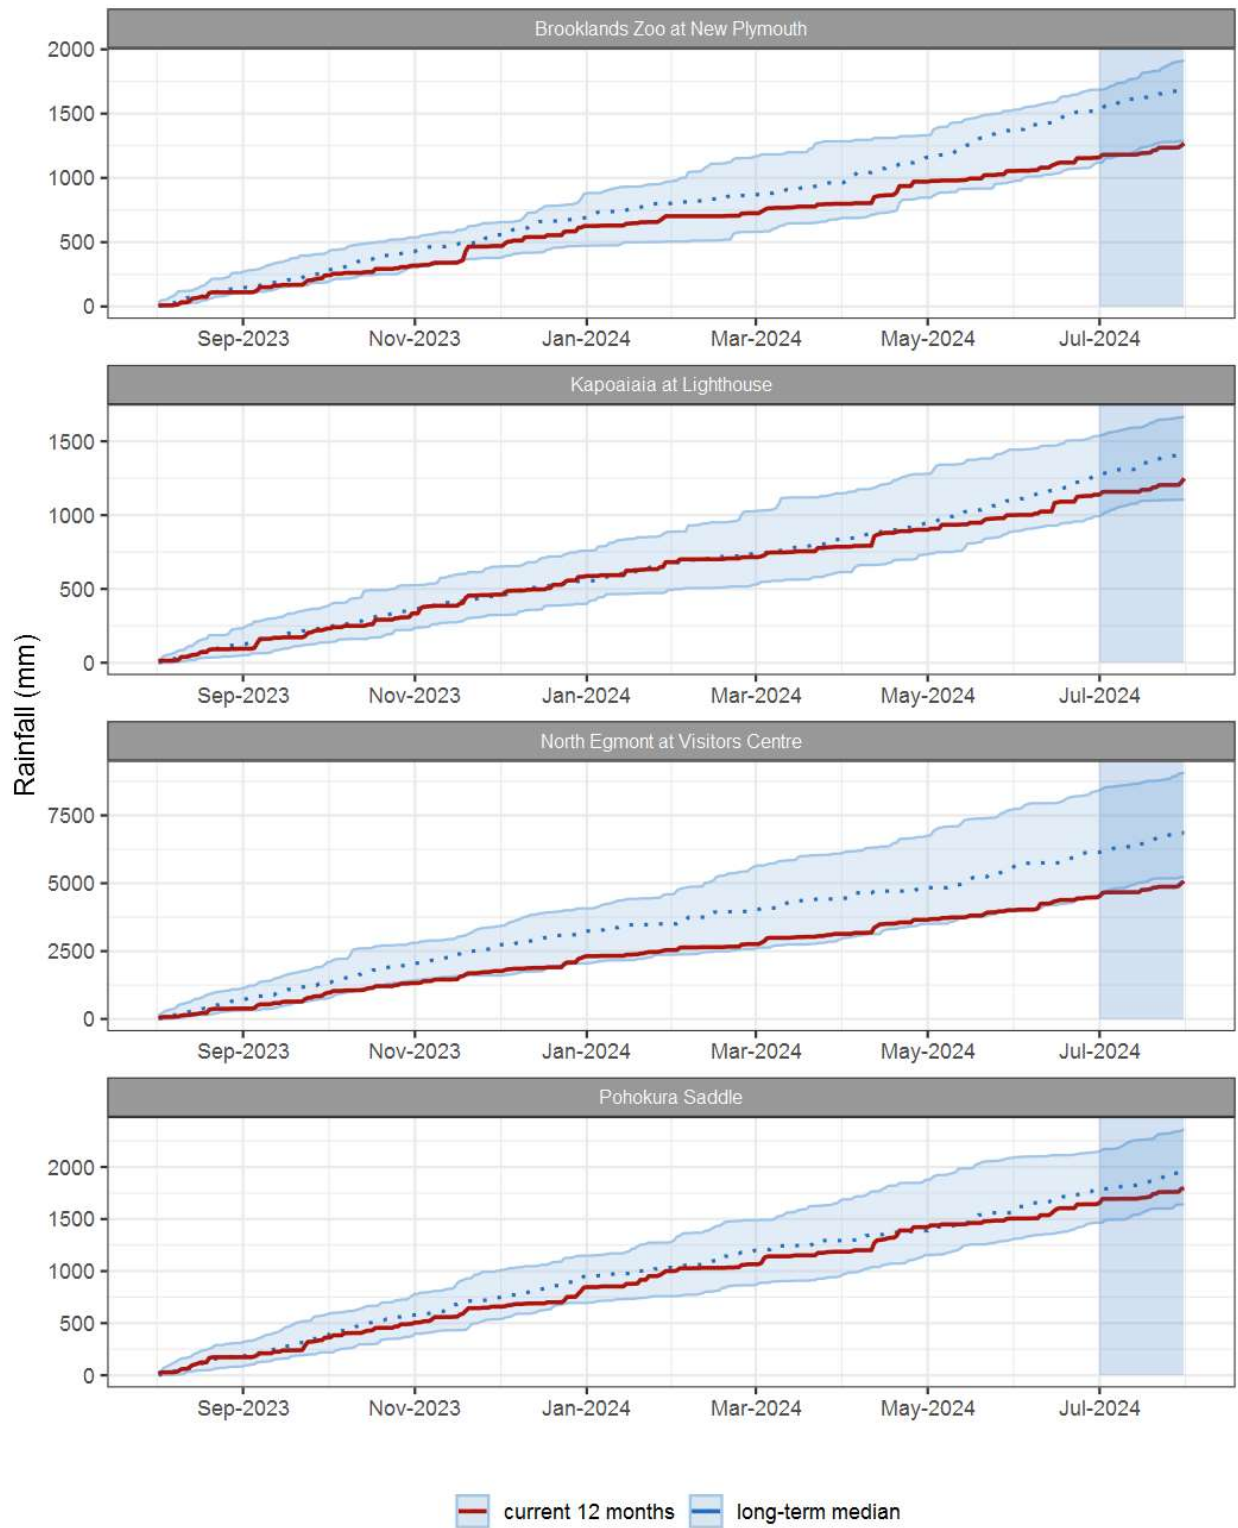 Brooklands Zoo at New Plymouth
2000
1500
1000
500
0
Sep-2023 Nov-2023 Jan-2024 Mar-2024 May-2024 Jul-2024
Kapoaiaia at Lighthouse
1500
1000
500
0
Sep-2023 Nov-2023 Jan-2024 Mar-2024 May-2024 Jul-2024
Rainfall (mm)
North Egmont at Visitors Centre
7500
5000
2500
0
Sep-2023 Nov-2023 Jan-2024 Mar-2024 May-2024 Jul-2024
Pohokura Saddle
2000
1500
1000
500
0
Sep-2023 Nov-2023 Jan-2024 Mar-2024 May-2024 Jul-2024
current 12 months long-term median